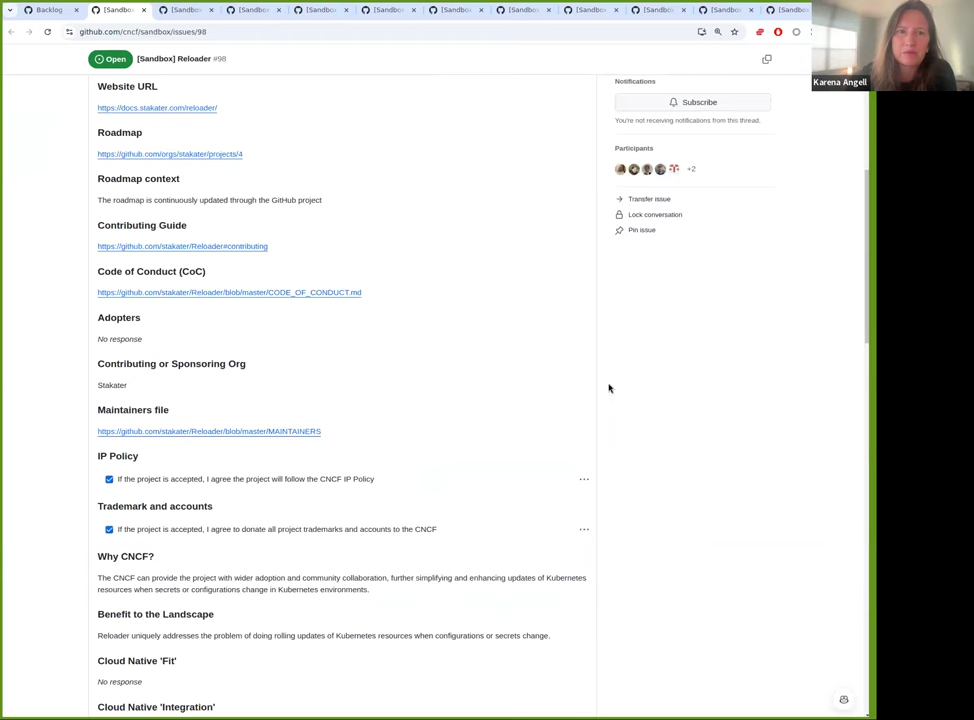 Backlog
[Sandbox
[Sandbox
[Sandbox
[Sandbox
[Sandbox
[Sandbox
[Sandbox
[Sandbox
[Sandbox
[Sandbox
[Sandbox
github.com/cncf/sandbox/issues/98
Open
[Sandbox] Reloader #98
Karena Angell
Website URL
https://docs.stakater.com/reloader/
Roadmap
https://github.com/orgs/stakater/projects/4
Roadmap context
The roadmap is continuously updated through the GitHub project
Contributing Guide
https://github.com/stakater/Reloader#contributing
Code of Conduct (CoC)
https://github.com/stakater/Reloader/blob/master/CODE_OF_CONDUCT.md
Adopters
No response
Contributing or Sponsoring Org
Stakater
Maintainers file
https://github.com/stakater/Reloader/blob/master/MAINTAINERS
IP Policy
If the project is accepted, I agree the project will follow the CNCF IP Policy
Trademark and accounts
If the project is accepted, I agree to donate all project trademarks and accounts to the CNCF
Why CNCF?
The CNCF can provide the project with wider adoption and community collaboration, further simplifying and enhancing updates of Kubernetes
resources when secrets or configurations change in Kubernetes environments.
Benefit to the Landscape
Reloader uniquely addresses the problem of doing rolling updates of Kubernetes resources when configurations or secrets change.
Cloud Native 'Fit'
No response
Cloud Native 'Integration'
Notifications
Subscribe
You're not receiving notifications from this thread.
Participants
+2
Transfer issue
Lock conversation
Pin issue